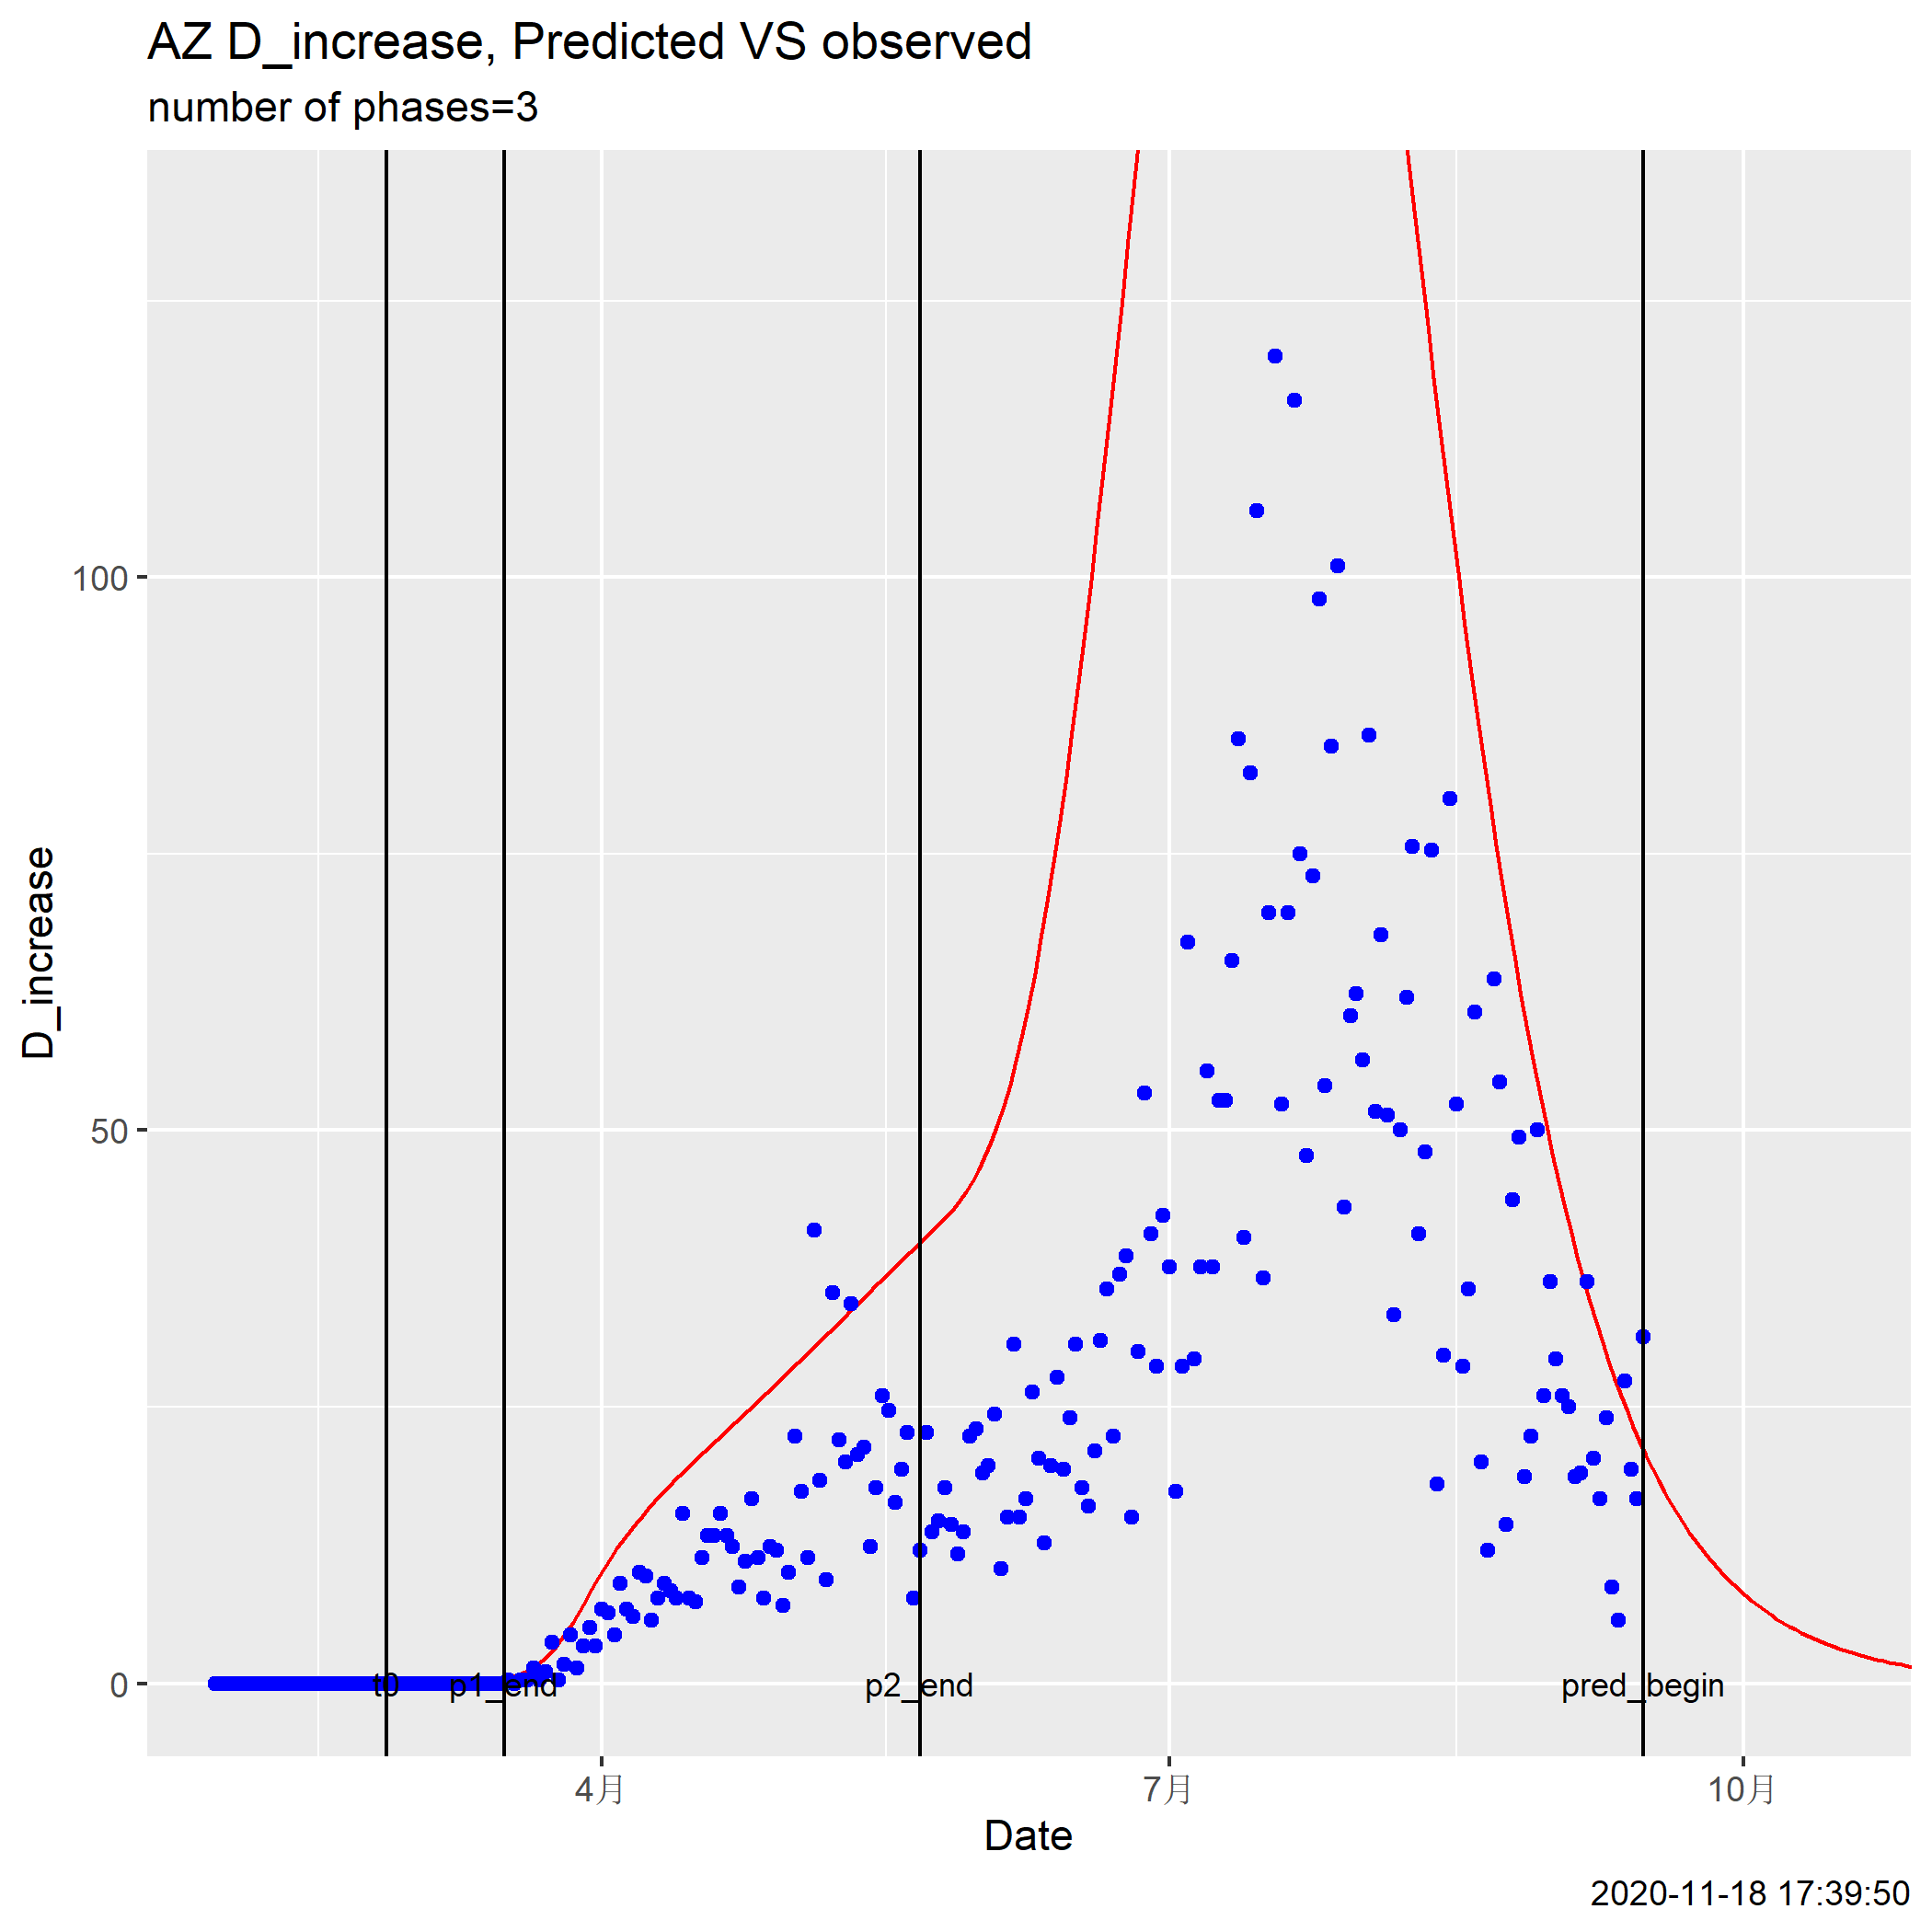 AZ D_increase, Predicted VS observed
number of phases=3
D_increase
100
50
0
t0
p1_end
p2_end
pred_begin
4月
7月
10月
Date
2020-11-18 17:39:50